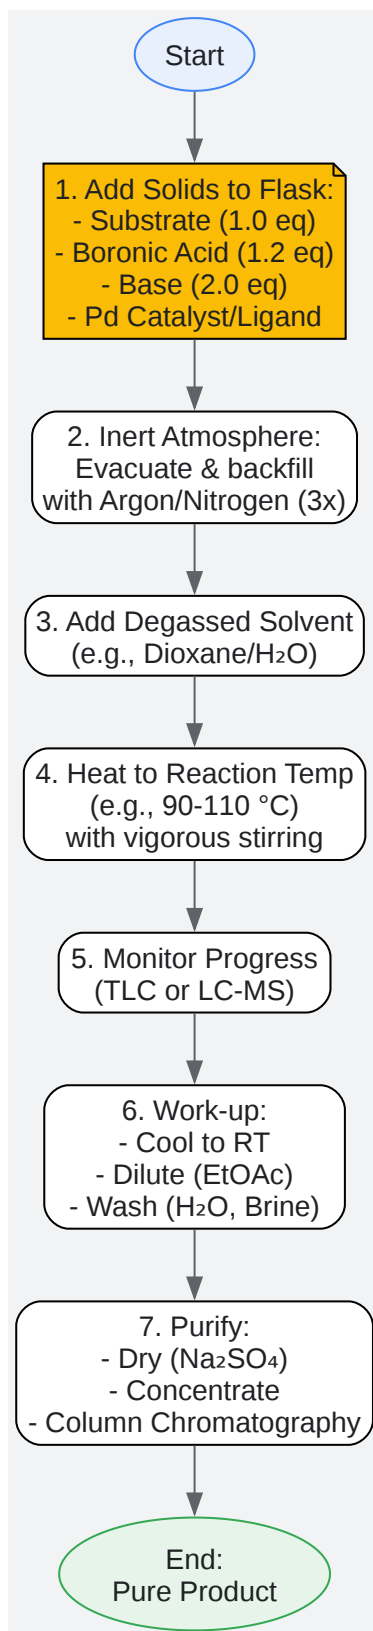 Start
1. Add Solids to Flask:
- Substrate (1.0 eq)
- Boronic Acid (1.2 eq)
- Base (2.0 eq)
- Pd Catalyst/Ligand
2. Inert Atmosphere:
Evacuate & backfill
with Argon/Nitrogen (3x)
3. Add Degassed Solvent
(e.g., Dioxane/H₂O)
4. Heat to Reaction Temp
(e.g., 90-110 °C)
with vigorous stirring
5. Monitor Progress
(TLC or LC-MS)
6. Work-up:
- Cool to RT
- Dilute (EtOAc)
- Wash (H₂O, Brine)
7. Purify:
- Dry (Na₂SO₄)
- Concentrate
- Column Chromatography
End:
Pure Product